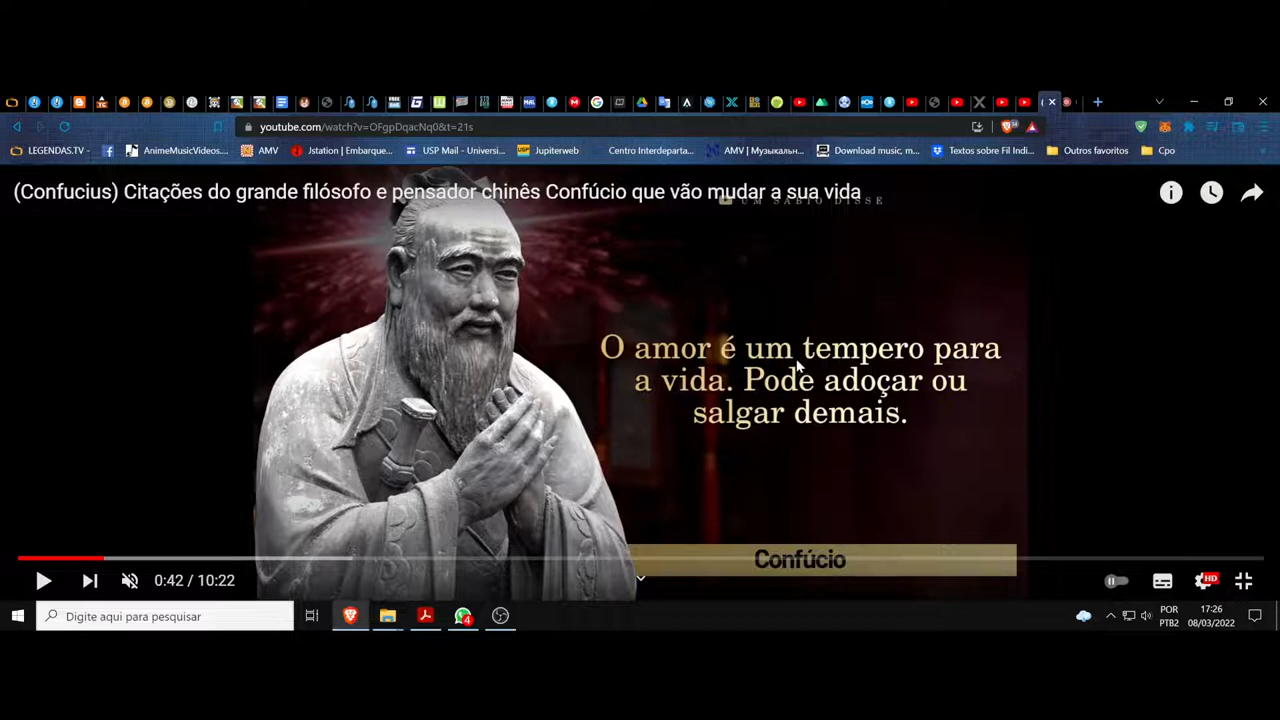 youtube.com/watch?v=OFgpDqacNq0&t=21s
LEGENDAS.TV - AnimeMusicVideos... AMV Jstation | Embarque... USP Mail - Universi... Jupiterweb Centro Interdeparta... AMV | Музыкальн... Download music, m... Textos sobre Fil Indi... Outros favoritos Cpo
(Confucius) Citações do grande filósofo e pensador chinês Confúcio que vão mudar a sua vida
UM SÁBIO DISSE
O amor é um tempero para
a vida. Pode adoçar ou
salgar demais.
Confúcio
0:42 / 10:22
HD
Digite aqui para pesquisar
4
POR
PTB2
17:26
08/03/2022